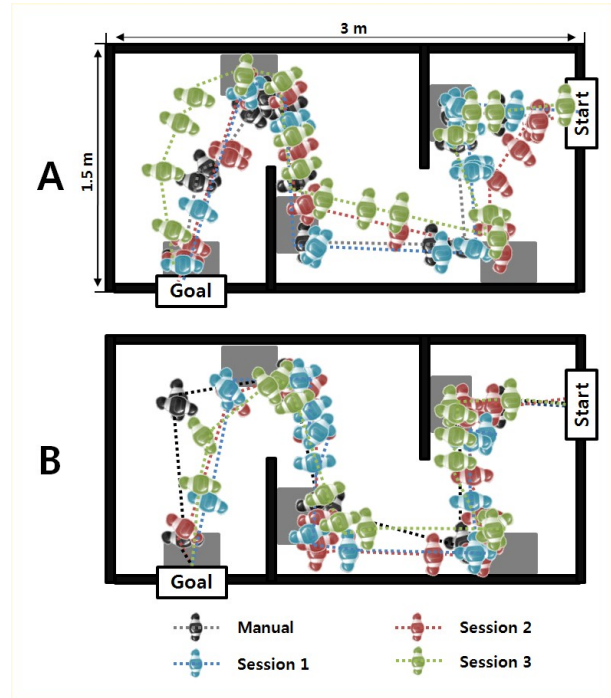 3 m
A
1.5 m
Start
Goal
B
Start
Goal
Manual
Session 2
Session 1
Session 3